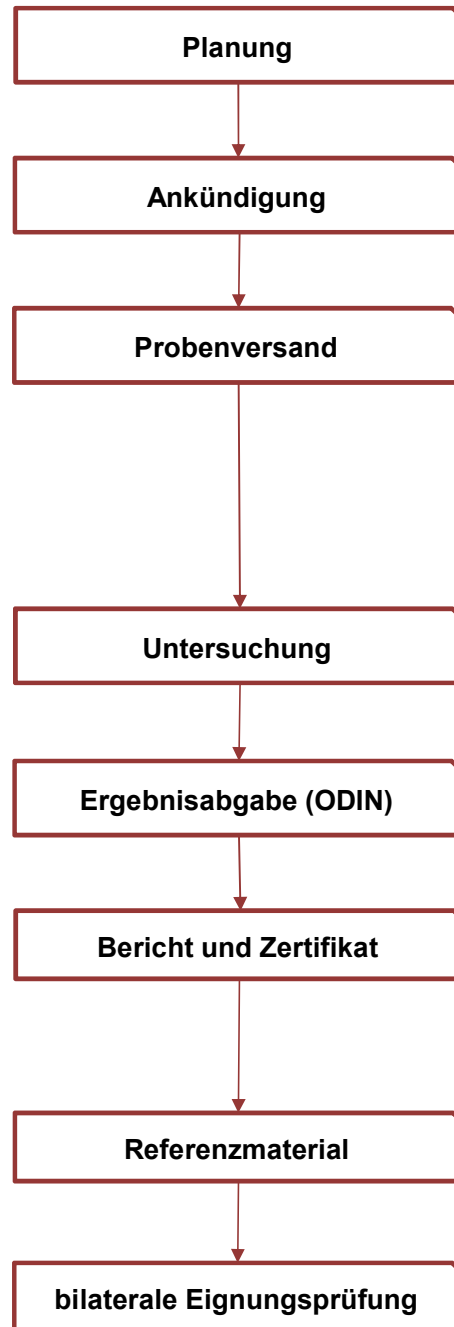 Planung
Ankündigung
Probenversand
Untersuchung
Ergebnisabgabe (ODIN)
Bericht und Zertifikat
Referenzmaterial
bilaterale Eignungsprüfung